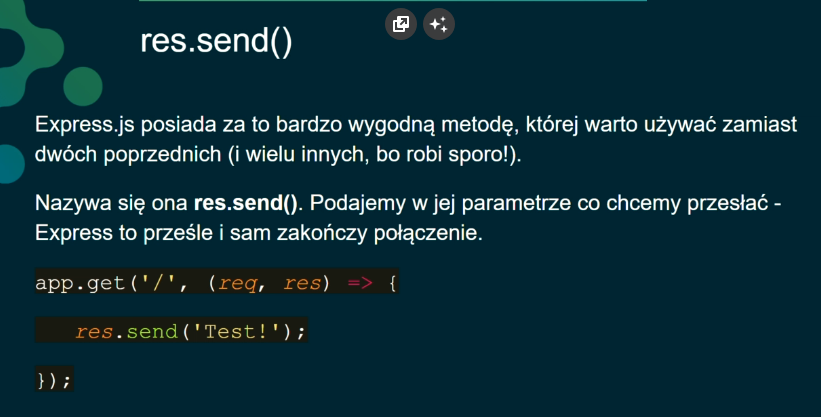 res.send()
Express.js posiada za to bardzo wygodną metodę, której warto używać zamiast
dwóch poprzednich (i wielu innych, bo robi sporo!).
Nazywa się ona res.send(). Podajemy w jej parametrze co chcemy przesłać -
Express to prześle i sam zakończy połączenie.
app.get('/', (req, res) => {
res.send('Test!');
});